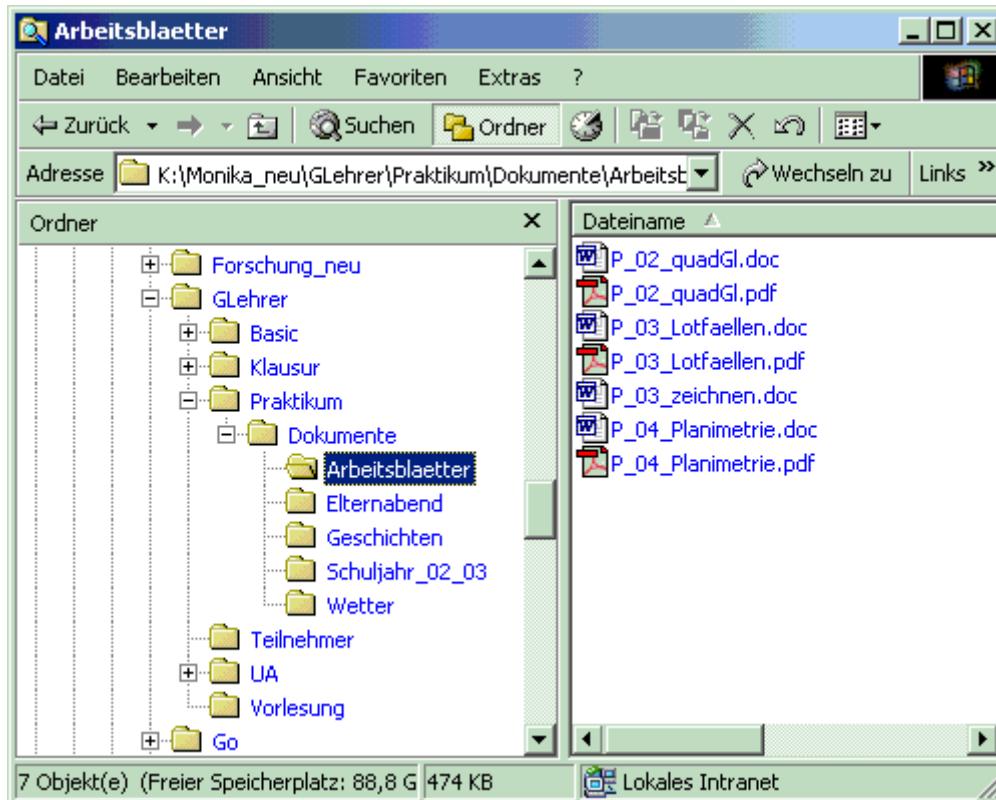 Arbeitsblaetter
Datei Bearbeiten Ansicht Favoriten Extras ?
Zurück Suchen Ordner
Adresse K:\Monika_neu\GLehrer\Praktikum\Dokumente\Arbeitst Wechseln zu Links »
Ordner
Forschung_neu
GLehrer
Basic
Klausur
Praktikum
Dokumente
Arbeitsblaetter
Elternabend
Geschichten
Schuljahr_02_03
Wetter
Teilnehmer
UA
Vorlesung
Go
Dateiname
P_02_quadGl.doc
P_02_quadGl.pdf
P_03_Lotfaellen.doc
P_03_Lotfaellen.pdf
P_03_zeichnen.doc
P_04_Planimetrie.doc
P_04_Planimetrie.pdf
7 Objekt(e) (Freier Speicherplatz: 88,8 G 474 KB Lokales Intranet